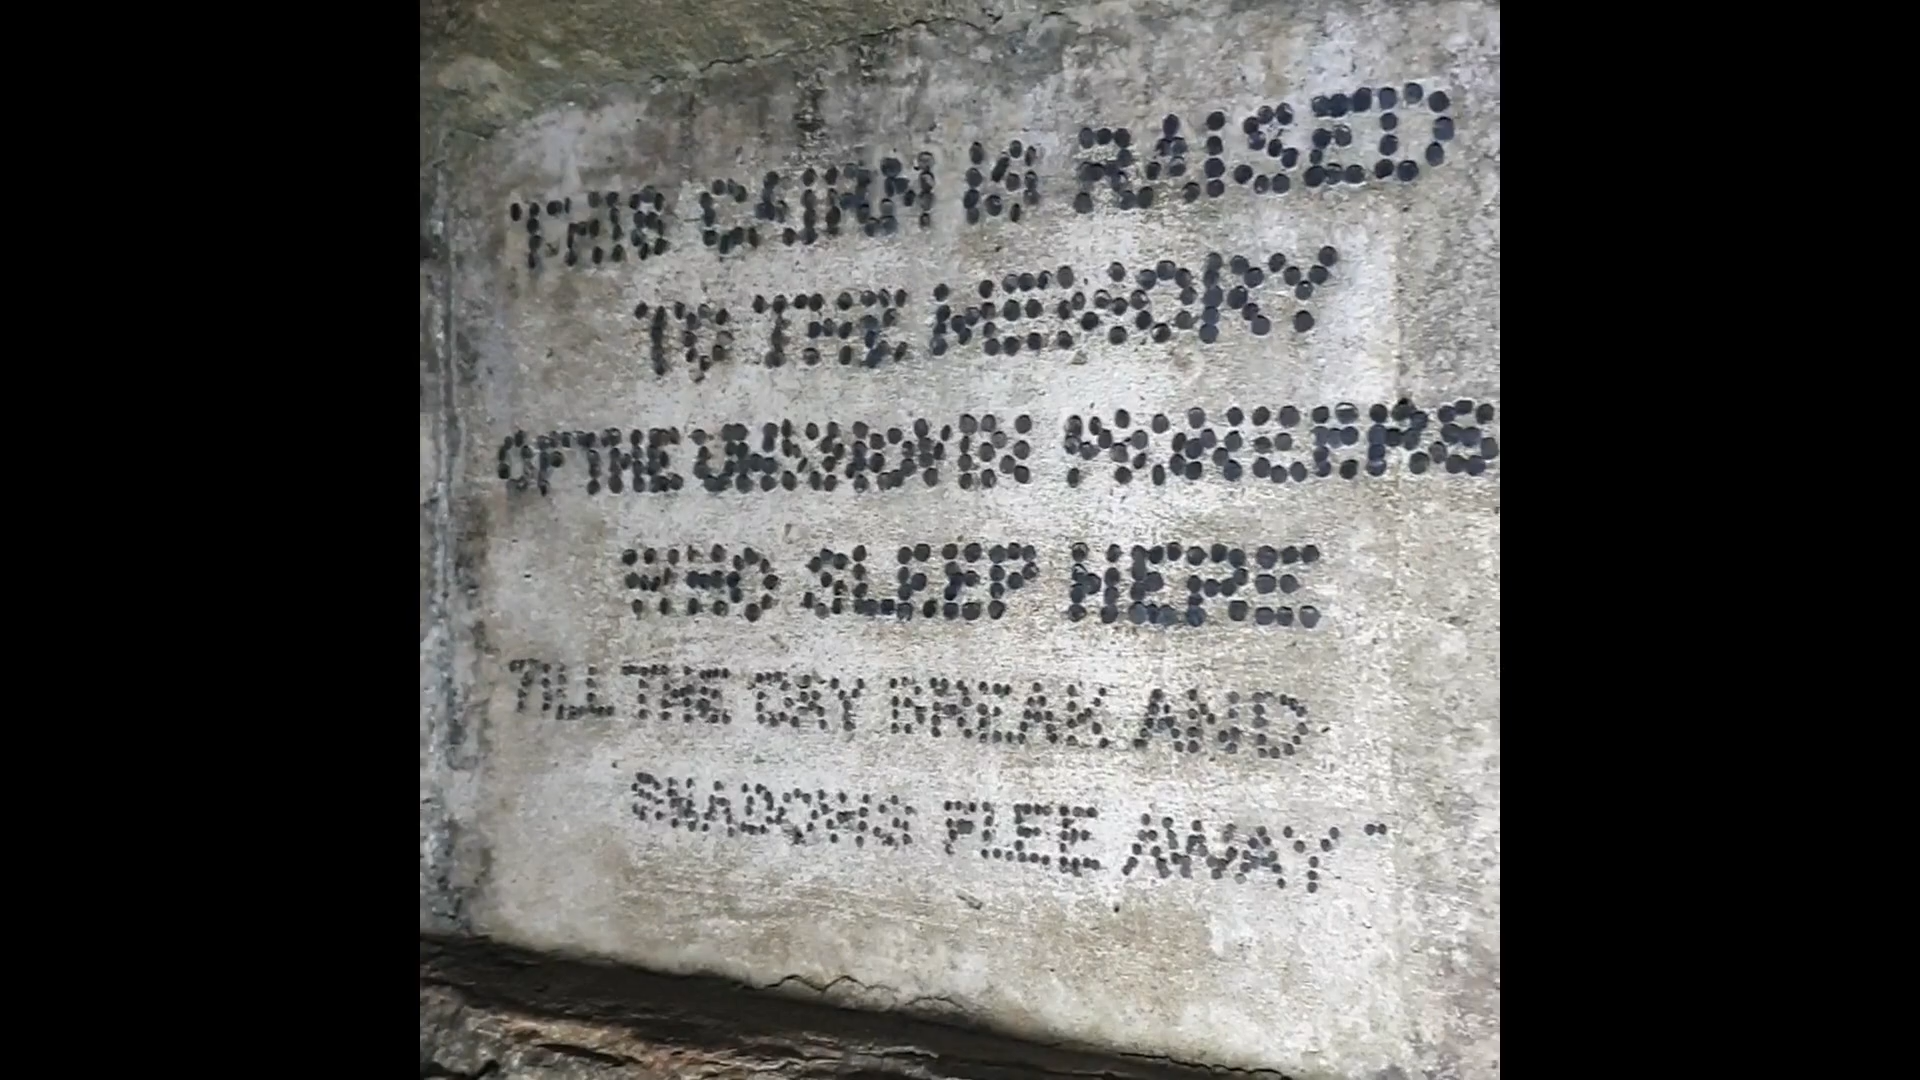 THIS CAIRN IS RAISED
TO THE MEMORY
OF THE UNKNOWN
WHO SLEEP HERE
TILL THE DAY BREAK AND
SHADOWS FLEE AWAY